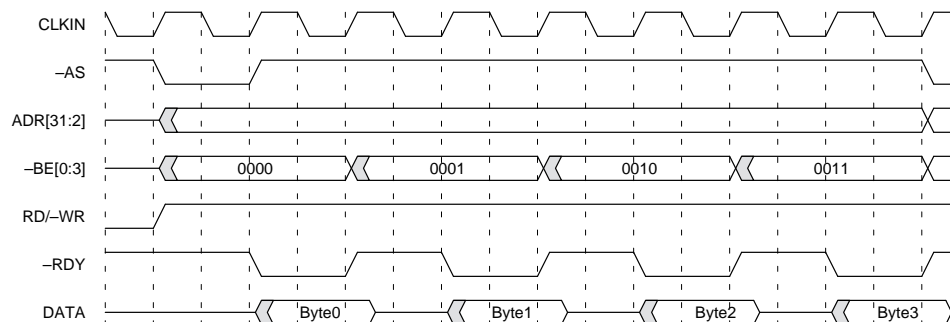 CLKIN
–AS
ADR[31:2]
–BE[0:3] 0000 0001 0010 0011
RD/–WR
–RDY
DATA Byte0 Byte1 Byte2 Byte3